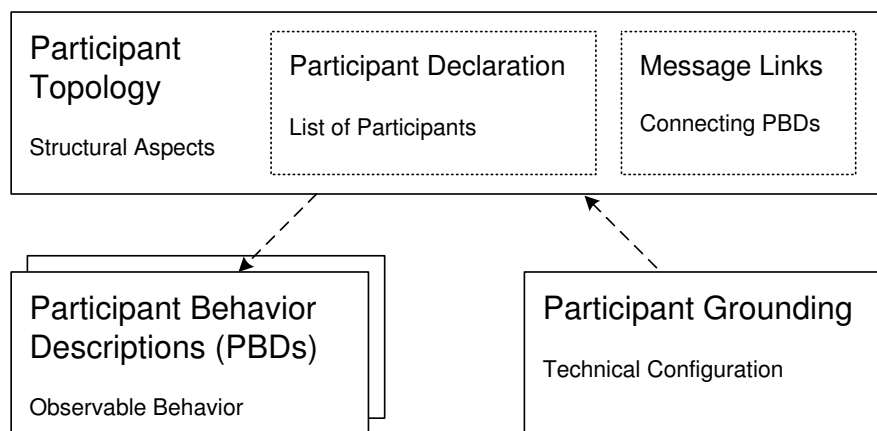 Participant
Topology
Structural Aspects
Participant Declaration
List of Participants
Message Links
Connecting PBDs
Participant Behavior
Descriptions (PBDs)
Observable Behavior
Participant Grounding
Technical Configuration